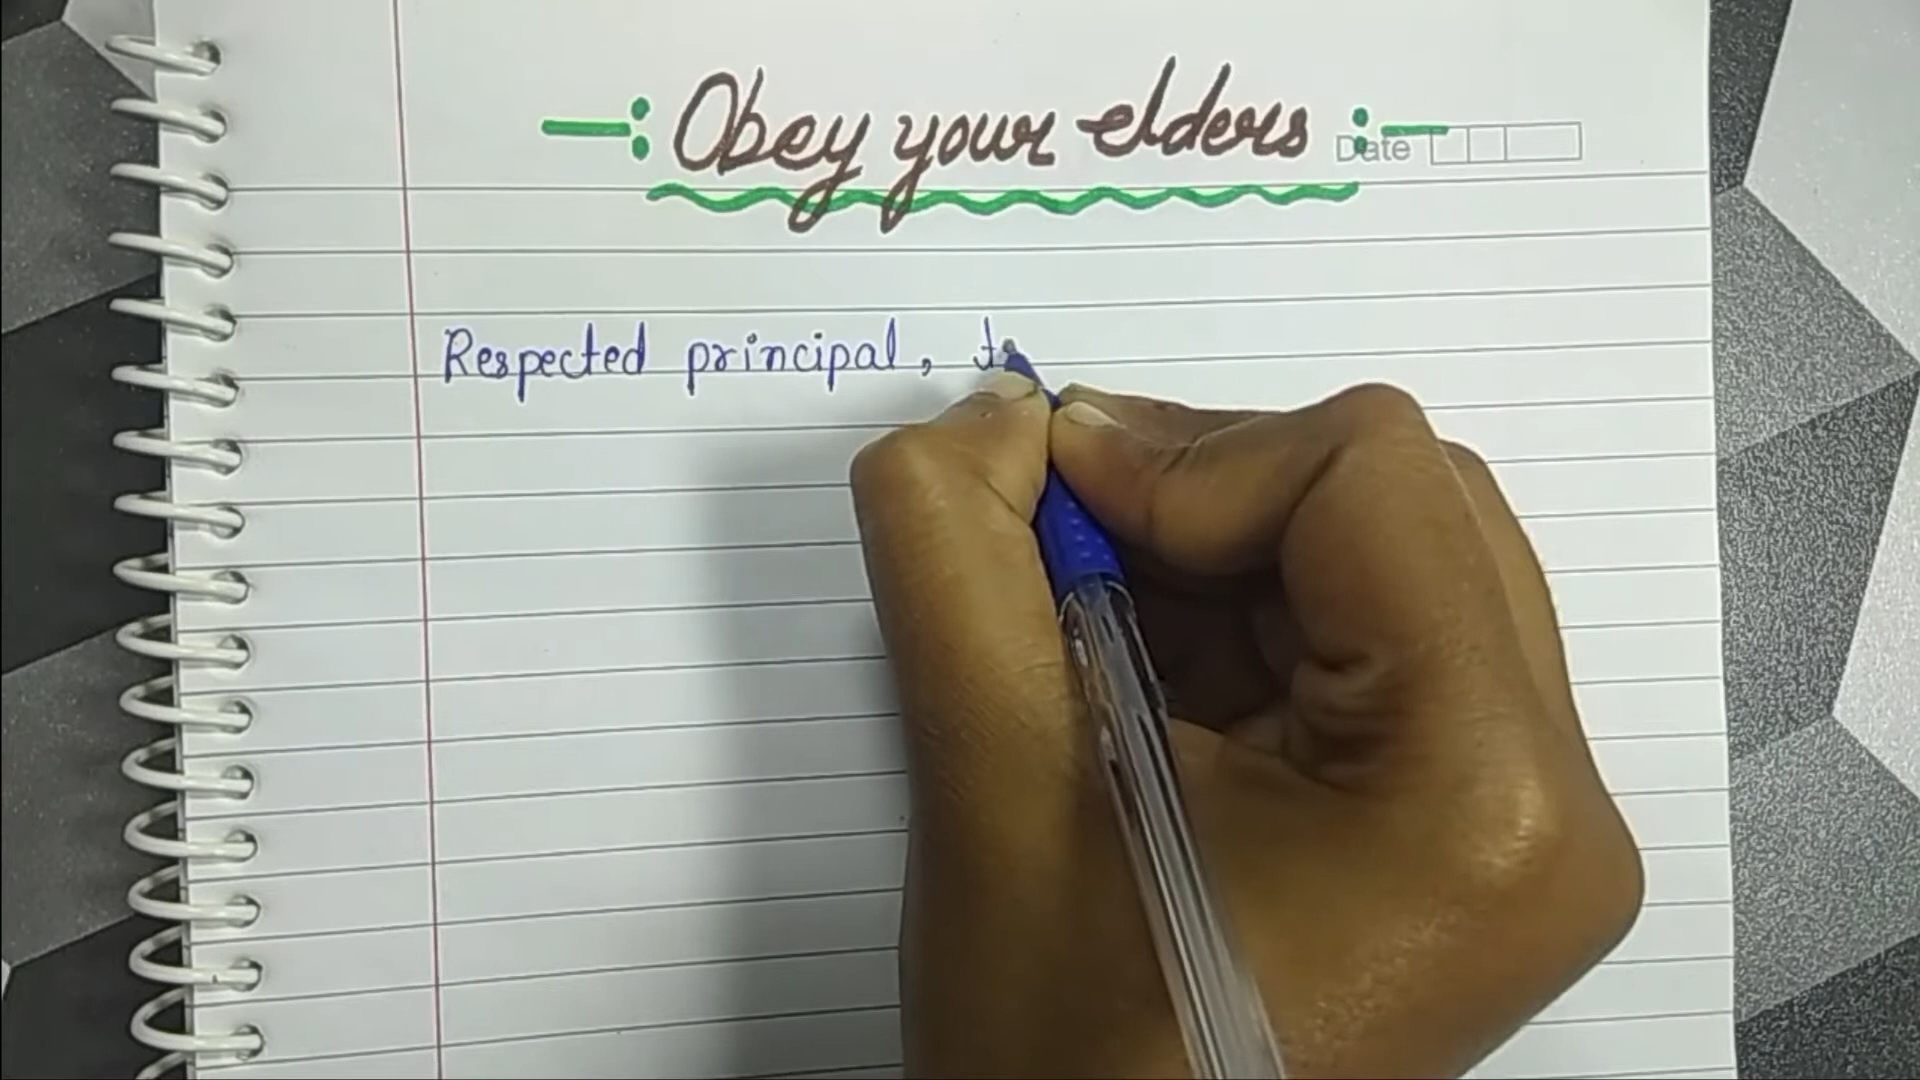 —: Obey your elders :—
Date
Respected principal, t